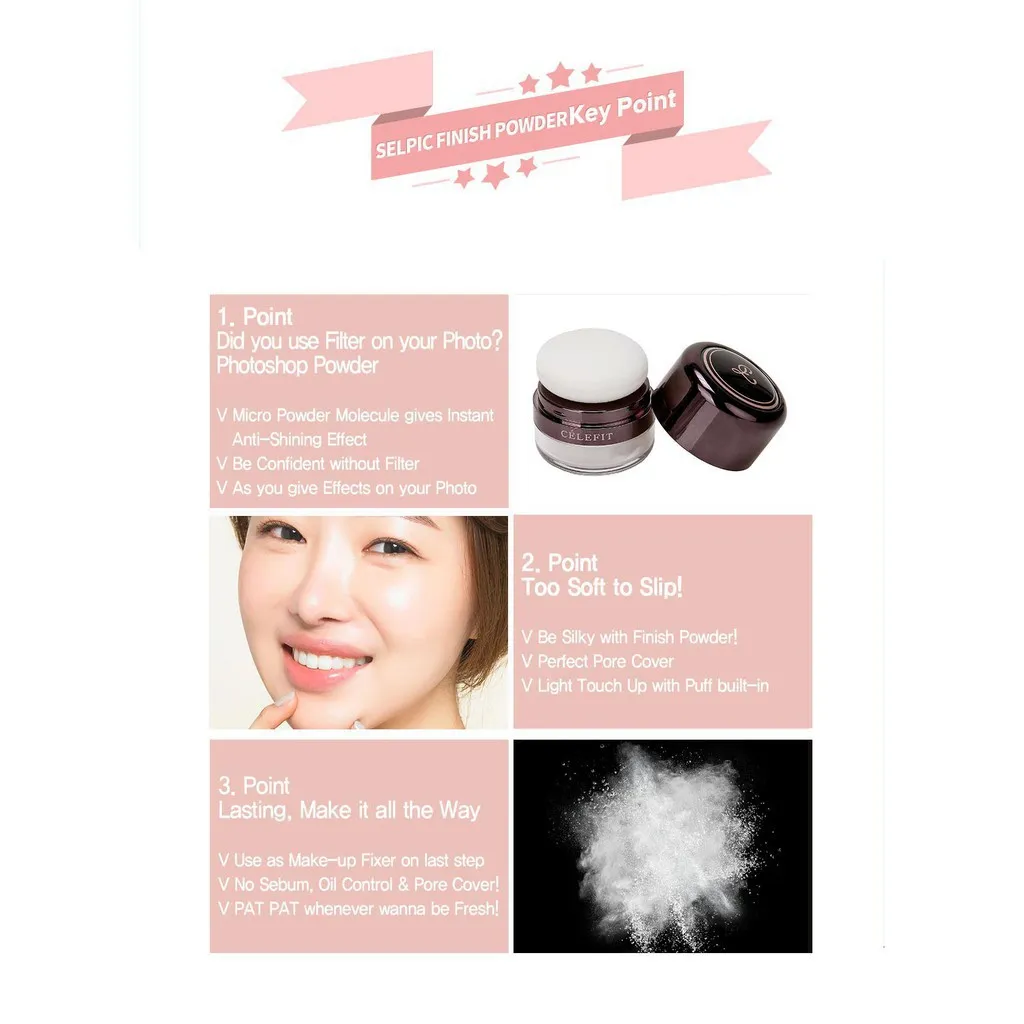 SELPIC FINISH POWDER Key Point
1. Point
Did you use Filter on your Photo?
Photoshop Powder
V Micro Powder Molecule gives Instant
Anti-Shining Effect
V Be Confident without Filter
V As you give Effects on your Photo
CÉLEFIT
2. Point
Too Soft to Slip!
V Be Silky with Finish Powder!
V Perfect Pore Cover
V Light Touch Up with Puff built-in
3. Point
Lasting, Make it all the Way
V Use as Make-up Fixer on last step
V No Sebum, Oil Control & Pore Cover!
V PAT PAT whenever wanna be Fresh!